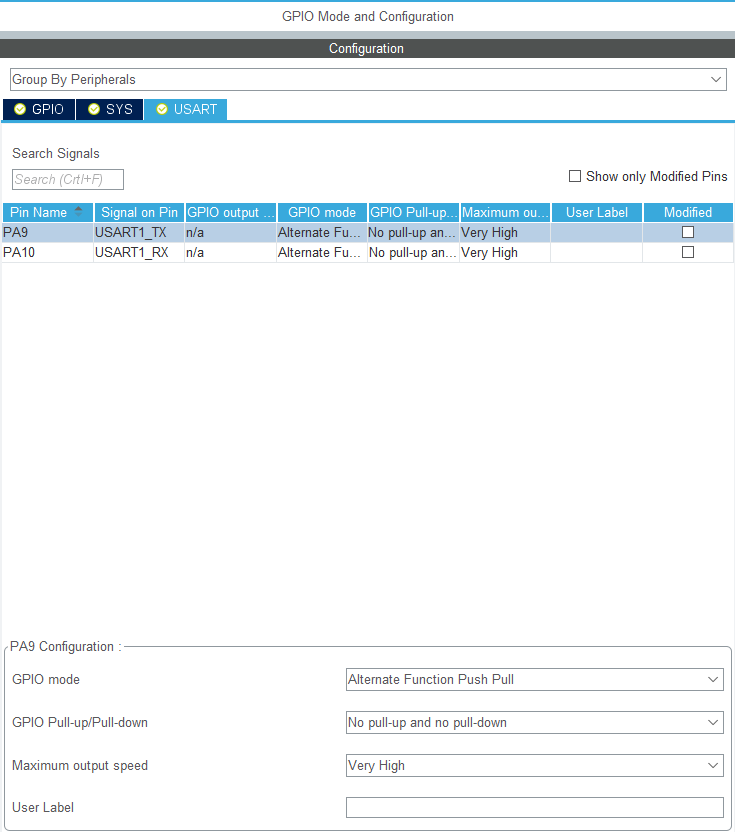 GPIO Mode and Configuration
Configuration
Group By Peripherals
GPIO SYS USART
Search Signals
Search (Crtl+F)
Show only Modified Pins
Pin Name Signal on Pin GPIO output ... GPIO mode GPIO Pull-up... Maximum ou... User Label Modified
PA9 USART1_TX n/a Alternate Fu... No pull-up an... Very High
PA10 USART1_RX n/a Alternate Fu... No pull-up an... Very High
PA9 Configuration :
GPIO mode Alternate Function Push Pull
GPIO Pull-up/Pull-down No pull-up and no pull-down
Maximum output speed Very High
User Label